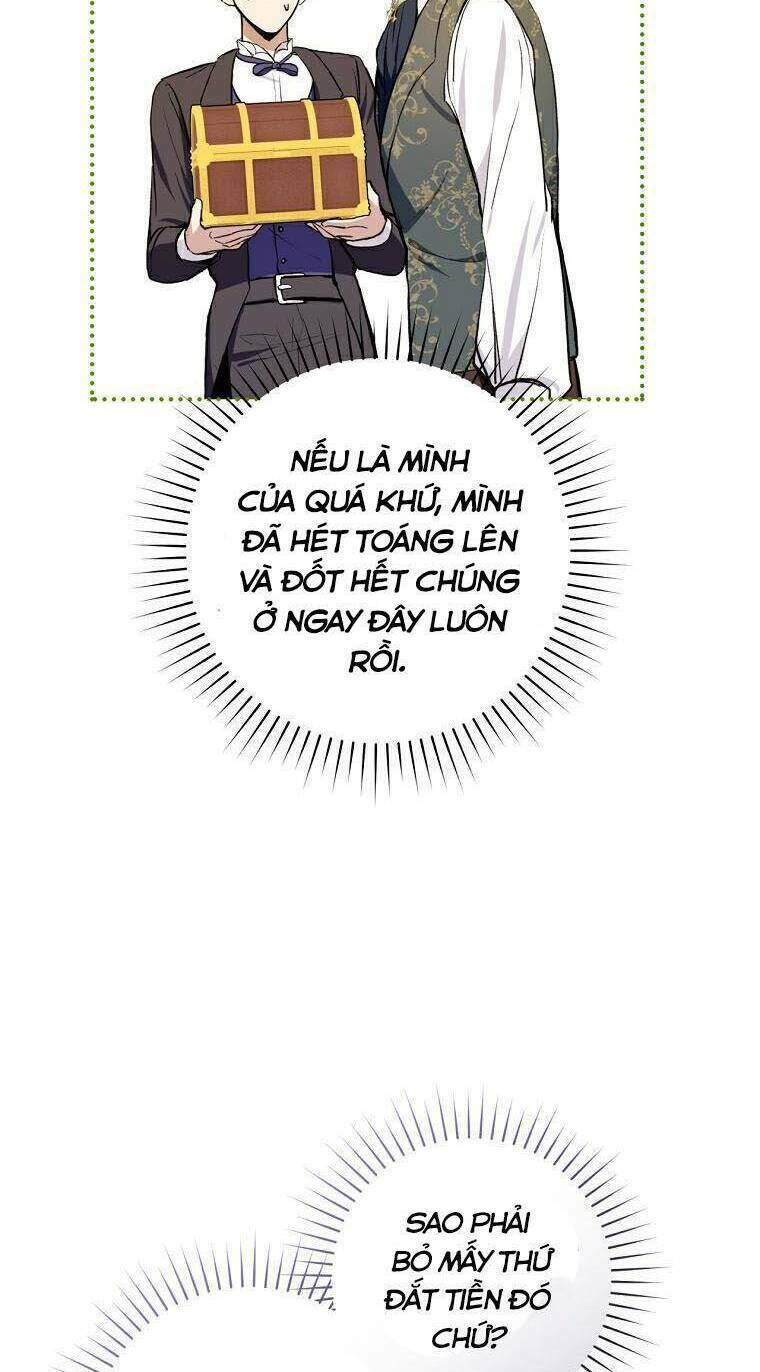 NẾU LÀ MÌNH
CỦA QUÁ KHỨ, MÌNH
ĐÃ HÉT TOÁNG LÊN
VÀ ĐỐT HẾT CHÚNG
Ở NGAY ĐÂY LUÔN
RỒI.
SAO PHẢI
BỎ MẤY THỨ
ĐẮT TIỀN ĐÓ
CHỨ?